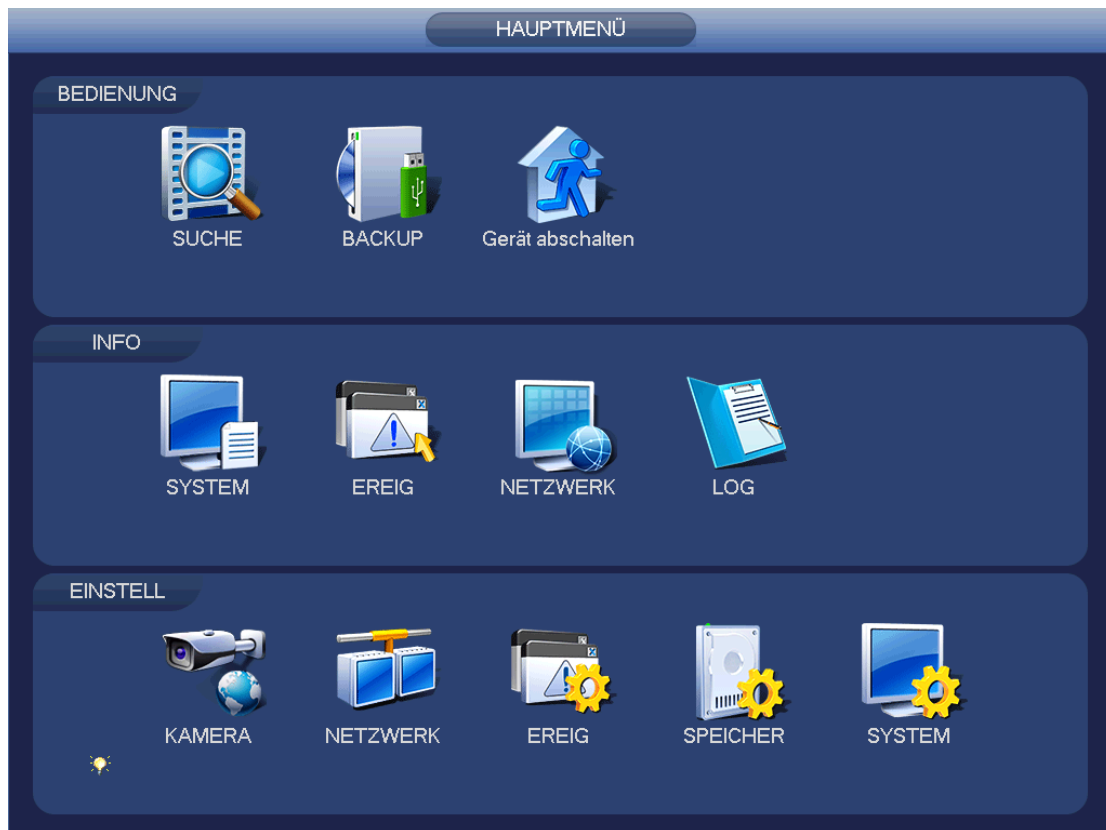 HAUPTMENÜ
BEDIENUNG
SUCHE
BACKUP
Gerät abschalten
INFO
SYSTEM
EREIG
NETZWERK
LOG
EINSTELL
KAMERA
NETZWERK
EREIG
SPEICHER
SYSTEM